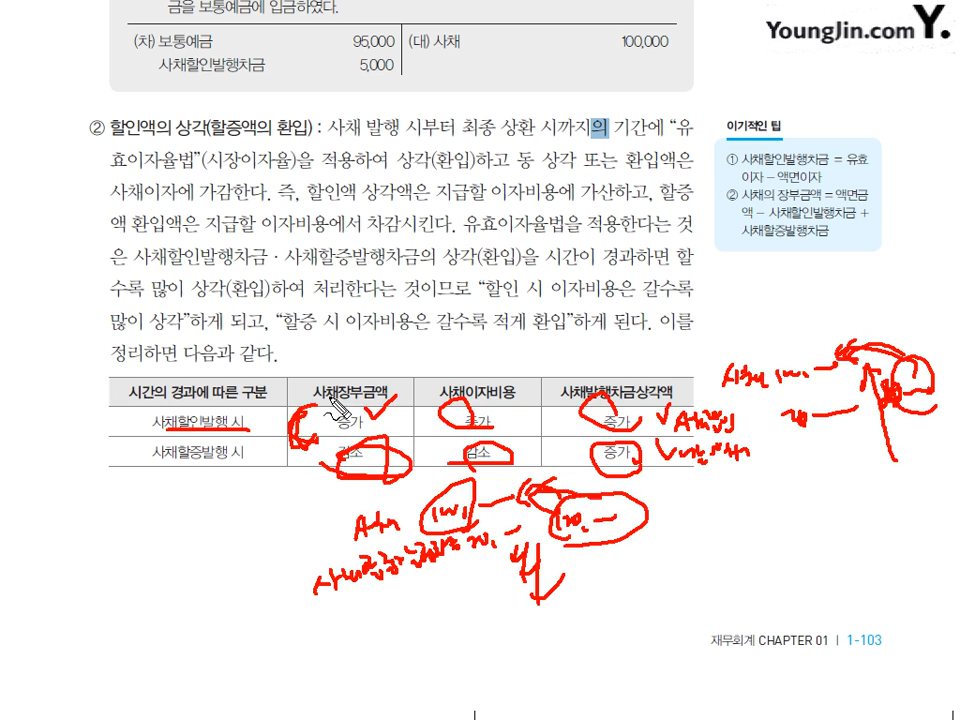 금을 보통예금에 입금하였다.
YoungJin.com Y.
(차) 보통예금 95,000 (대) 사채 100,000
사채할인발행차금 5,000
② 할인액의 상각(할증액의 환입) : 사채 발행 시부터 최종 상환 시까지의 기간에 “유
효이자율법”(시장이자율)을 적용하여 상각(환입)하고 동 상각 또는 환입액은
사채이자에 가감한다. 즉, 할인액 상각액은 지급할 이자비용에 가산하고, 할증
액 환입액은 지급할 이자비용에서 차감시킨다. 유효이자율법을 적용한다는 것
은 사채할인발행차금 · 사채할증발행차금의 상각(환입)을 시간이 경과하면 할
수록 많이 상각(환입)하여 처리한다는 것이므로 “할인 시 이자비용은 갈수록
많이 상각”하게 되고, “할증 시 이자비용은 갈수록 적게 환입”하게 된다. 이를
정리하면 다음과 같다.
이기적인 팁
① 사채할인발행차금 = 유효
이자 − 액면이자
② 사채의 장부금액 = 액면금
액 − 사채할인발행차금 +
사채할증발행차금
시간의 경과에 따른 구분 사채장부금액 사채이자비용 사채발행차금상각액
사채할인발행 시 증가 증가 증가
사채할증발행 시 감소 감소 증가
재무회계 CHAPTER 01 | 1-103